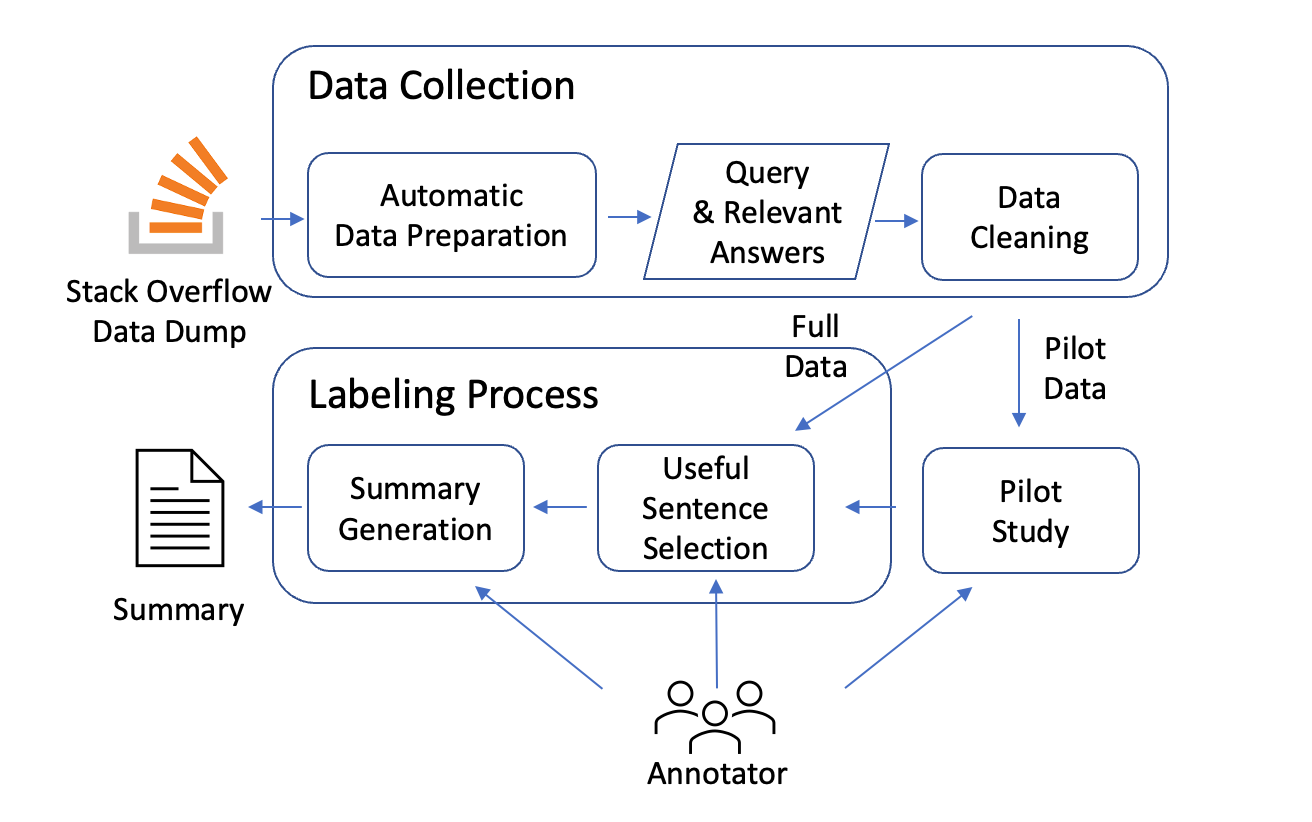 Data Collection
Automatic
Data Preparation
Query
& Relevant
Answers
Data
Cleaning
Stack Overflow
Data Dump
Full
Data
Pilot
Data
Labeling Process
Summary
Generation
Useful
Sentence
Selection
Pilot
Study
Summary
Annotator